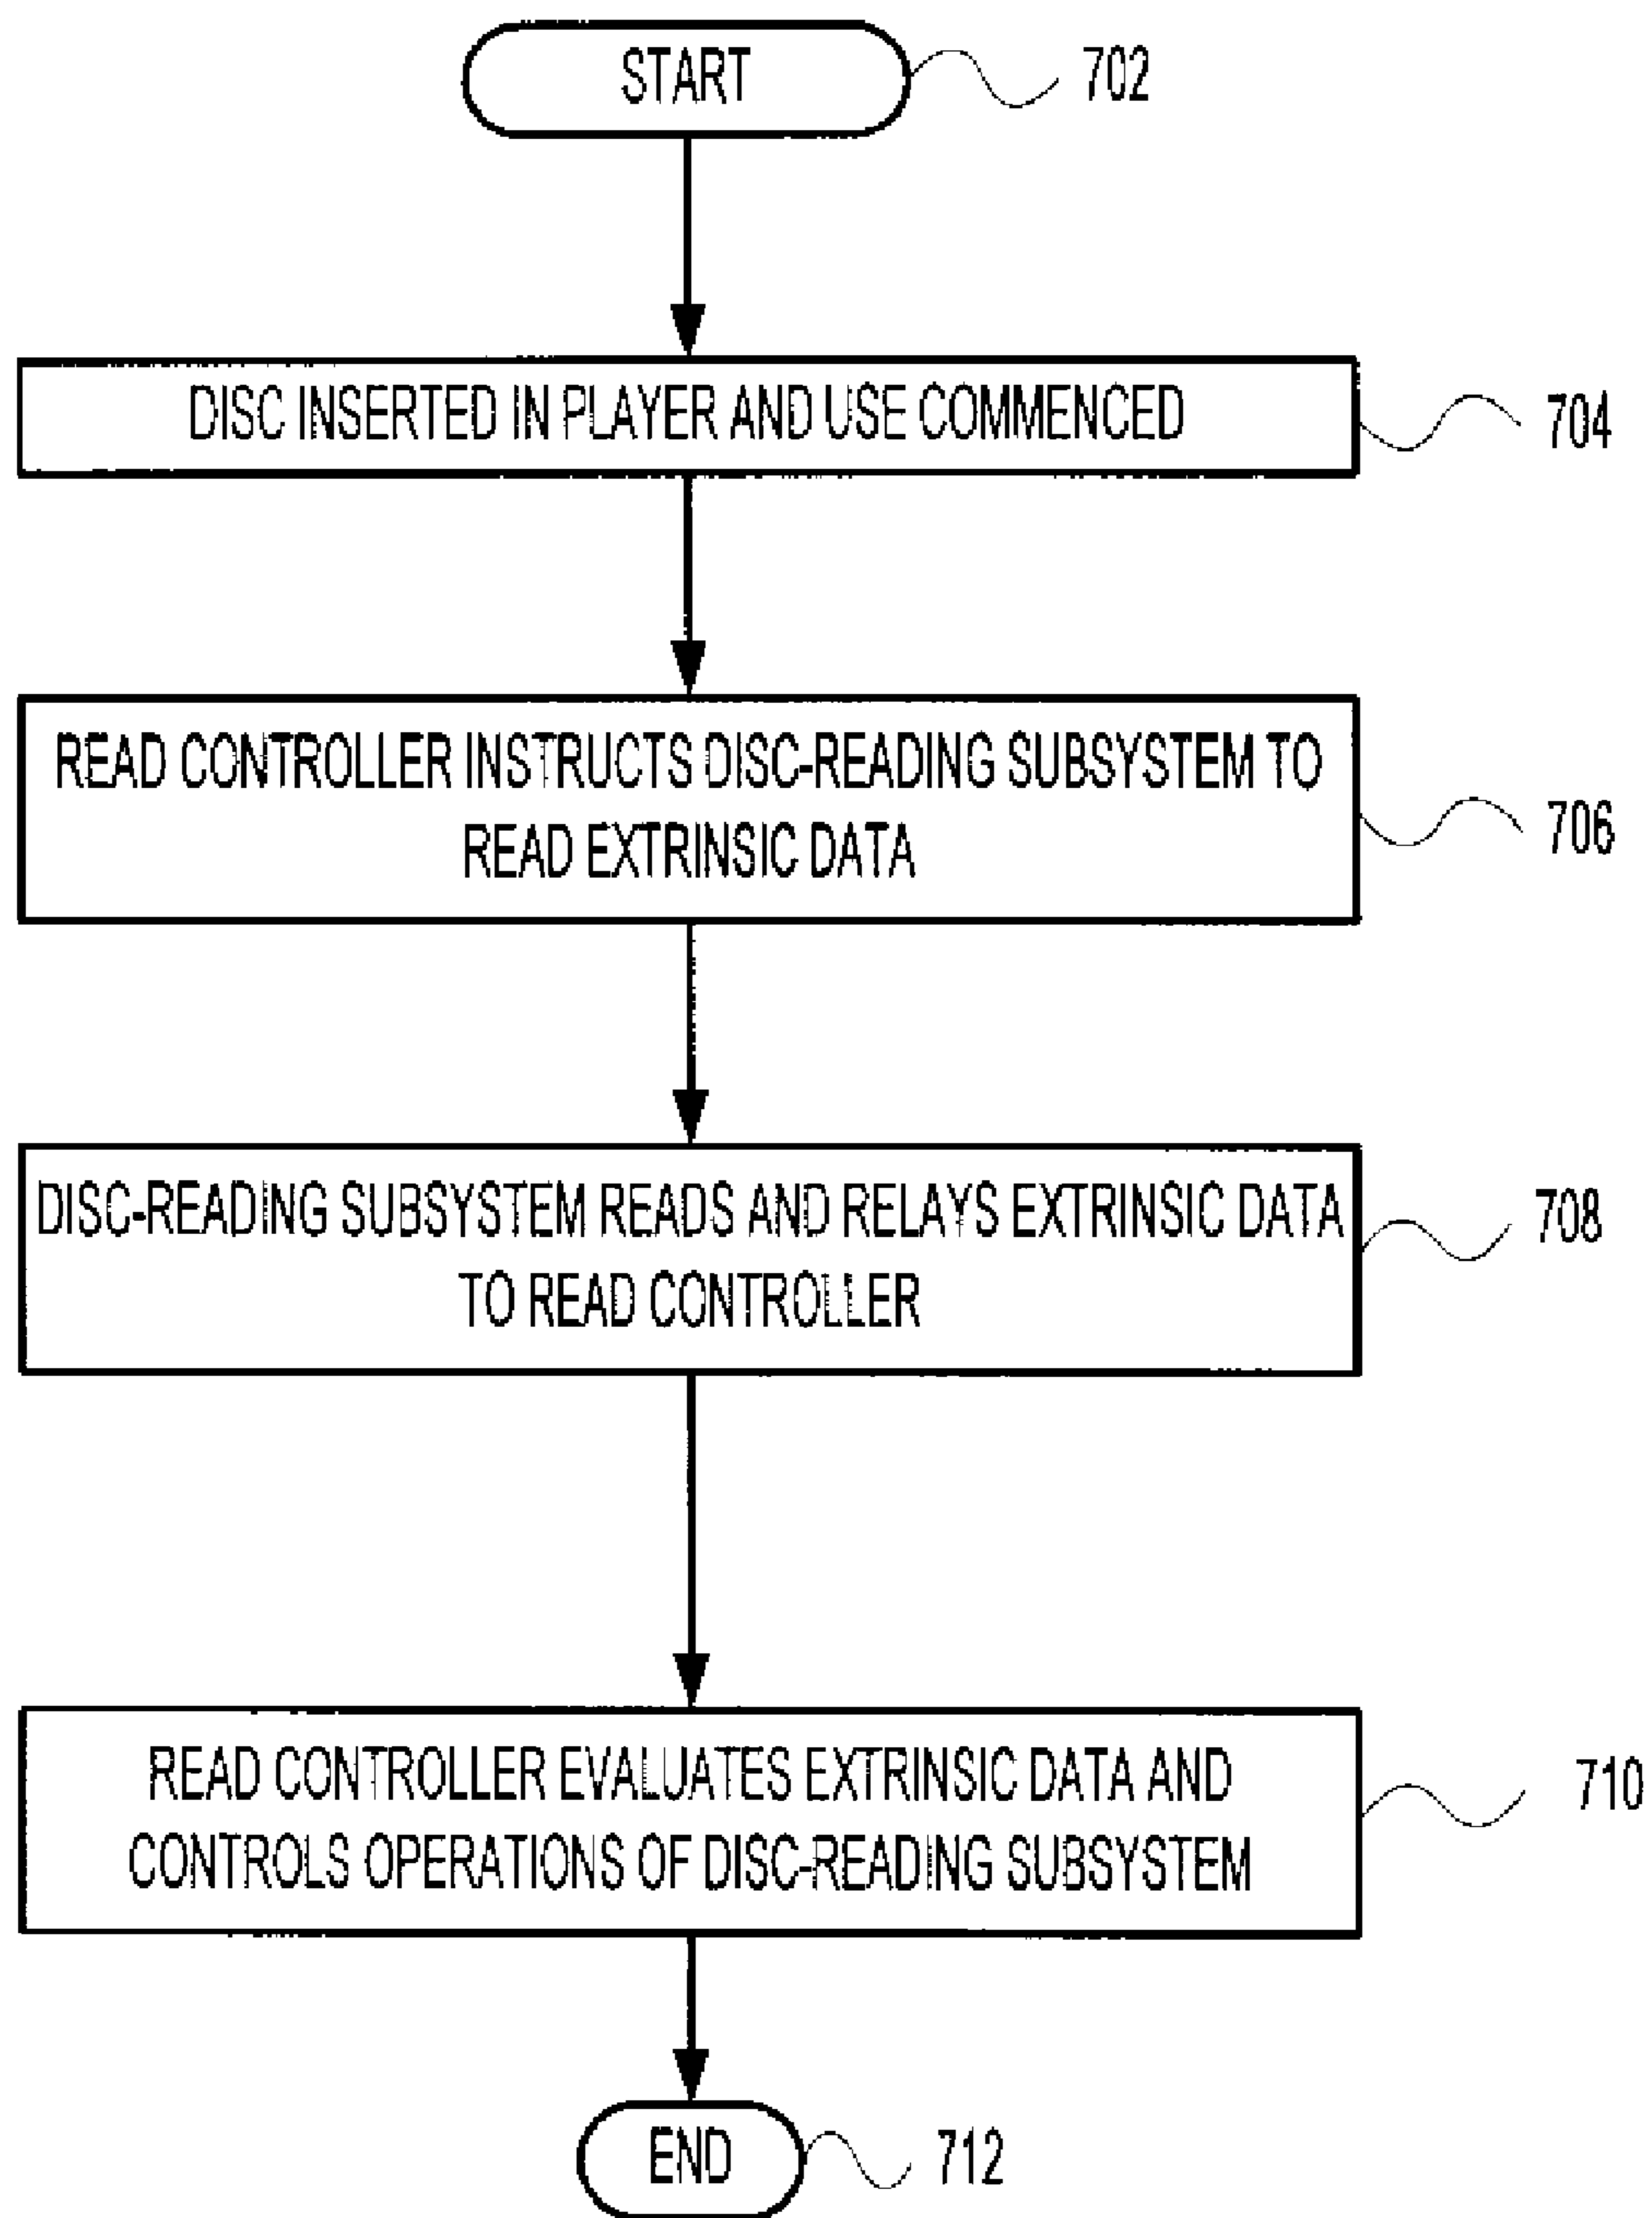 START
702
DISC INSERTED IN PLAYER AND USE COMMENCED
704
READ CONTROLLER INSTRUCTS DISC-READING SUBSYSTEM TO
READ EXTRINSIC DATA
706
DISC-READING SUBSYSTEM READS AND RELAYS EXTRINSIC DATA
TO READ CONTROLLER
708
READ CONTROLLER EVALUATES EXTRINSIC DATA AND
CONTROLS OPERATIONS OF DISC-READING SUBSYSTEM
710
END
712